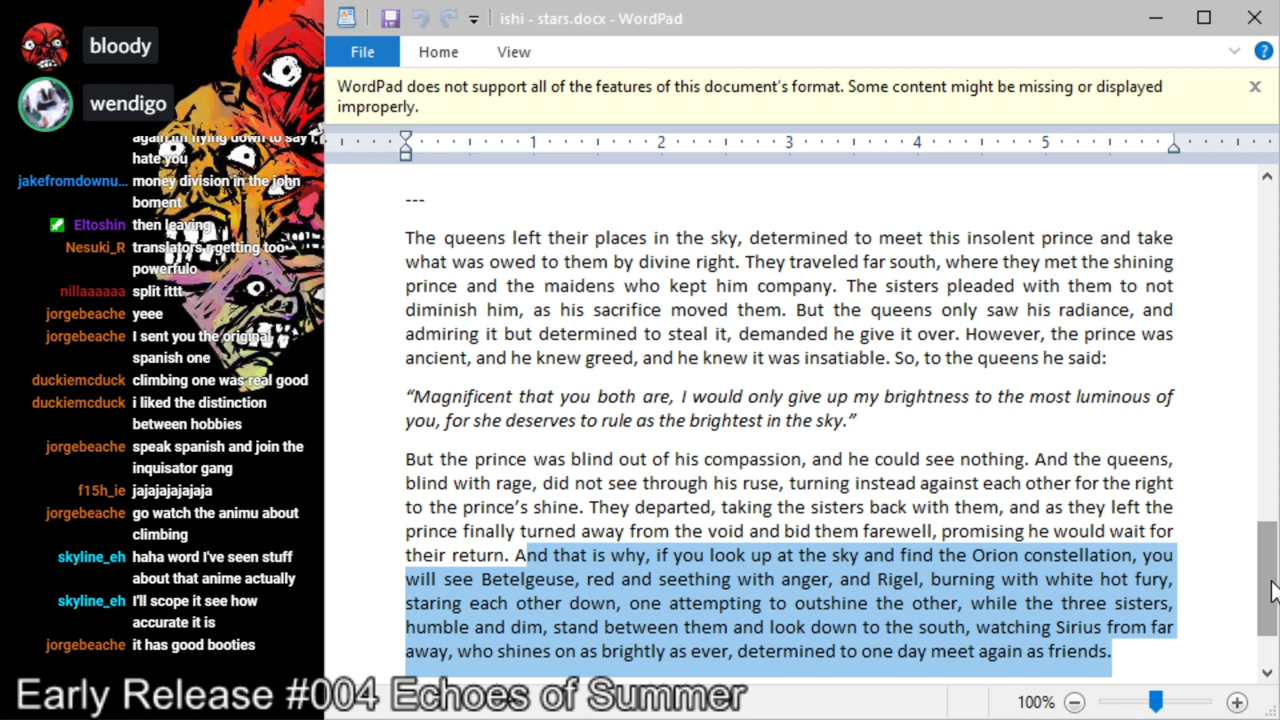 bloody
wendigo
again im flying down to say i
hate you
jakefromdownu... money division in the john
boment
Eltoshin then leaving
Nesuki_R translators r getting too
powerfulo
nillaaaaaa split ittt
jorgebeache yeee
jorgebeache I sent you the original
spanish one
duckiemcduck climbing one was real good
duckiemcduck i liked the distinction
between hobbies
jorgebeache speak spanish and join the
inquisator gang
f15h_ie jajajajajajaja
jorgebeache go watch the animu about
climbing
skyline_eh haha word I've seen stuff
about that anime actually
skyline_eh I'll scope it see how
accurate it is
jorgebeache it has good booties
Early Release #004 Echoes of Summer
ishi - stars.docx - WordPad
File Home View
WordPad does not support all of the features of this document's format. Some content might be missing or displayed
improperly.
1 2 3 4 5
---
The queens left their places in the sky, determined to meet this insolent prince and take
what was owed to them by divine right. They traveled far south, where they met the shining
prince and the maidens who kept him company. The sisters pleaded with them to not
diminish him, as his sacrifice moved them. But the queens only saw his radiance, and
admiring it but determined to steal it, demanded he give it over. However, the prince was
ancient, and he knew greed, and he knew it was insatiable. So, to the queens he said:
“Magnificent that you both are, I would only give up my brightness to the most luminous of
you, for she deserves to rule as the brightest in the sky.”
But the prince was blind out of his compassion, and he could see nothing. And the queens,
blind with rage, did not see through his ruse, turning instead against each other for the right
to the prince’s shine. They departed, taking the sisters back with them, and as they left the
prince finally turned away from the void and bid them farewell, promising he would wait for
their return. And that is why, if you look up at the sky and find the Orion constellation, you
will see Betelgeuse, red and seething with anger, and Rigel, burning with white hot fury,
staring each other down, one attempting to outshine the other, while the three sisters,
humble and dim, stand between them and look down to the south, watching Sirius from far
away, who shines on as brightly as ever, determined to one day meet again as friends.
100%